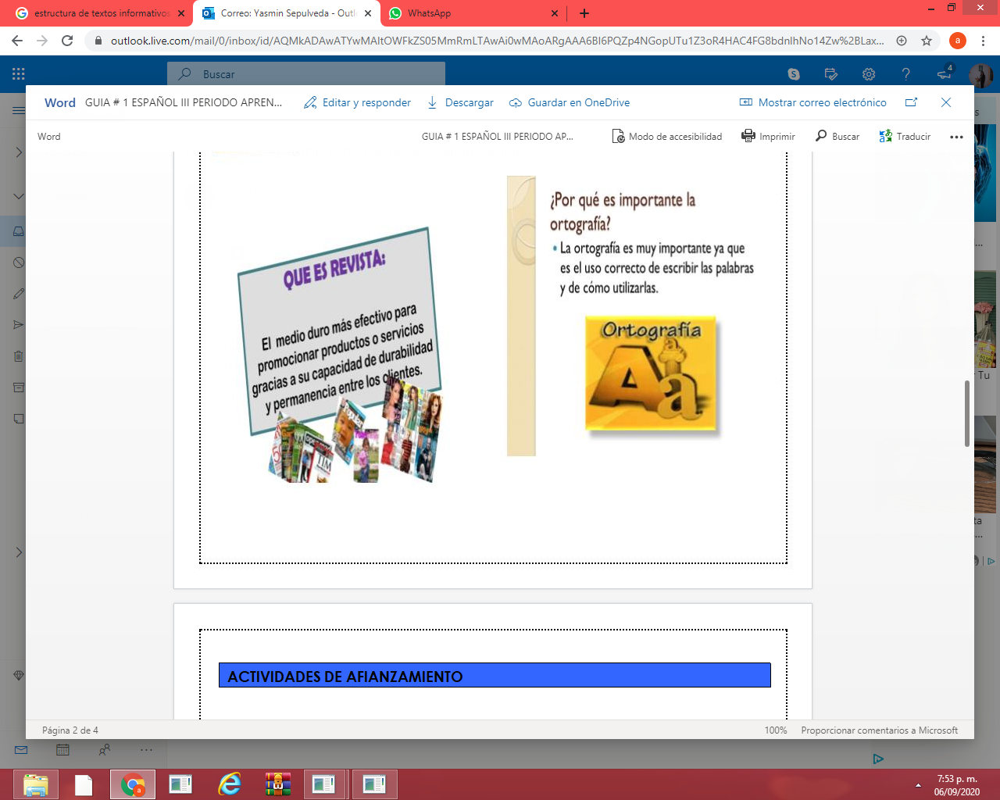 estructura de textos informativos
Correo: Yasmin Sepulveda - Outlo
WhatsApp
outlook.live.com/mail/0/inbox/id/AQMkADAwATYwMAItOWFkZS05MmRmLTAwAi0wMAoARgAAA6BI6PQZp4NGopUTu1Z3oR4HAC4FG8bdnlhNo14Zw%2BLax...
a
Buscar
4
Word GUIA # 1 ESPAÑOL III PERIODO APREN... Editar y responder Descargar Guardar en OneDrive Mostrar correo electrónico
Word GUIA # 1 ESPAÑOL III PERIODO AP... Modo de accesibilidad Imprimir Buscar Traducir
QUE ES REVISTA:
El medio duro más efectivo para
promocionar productos o servicios
gracias a su capacidad de durabilidad
y permanencia entre los clientes.
¿Por qué es importante la
ortografía?
• La ortografía es muy importante ya que
es el uso correcto de escribir las palabras
y de cómo utilizarlas.
Ortografía
Aa
Tu
ta
ACTIVIDADES DE AFIANZAMIENTO
Página 2 de 4 100% Proporcionar comentarios a Microsoft
7:53 p. m.
06/09/2020